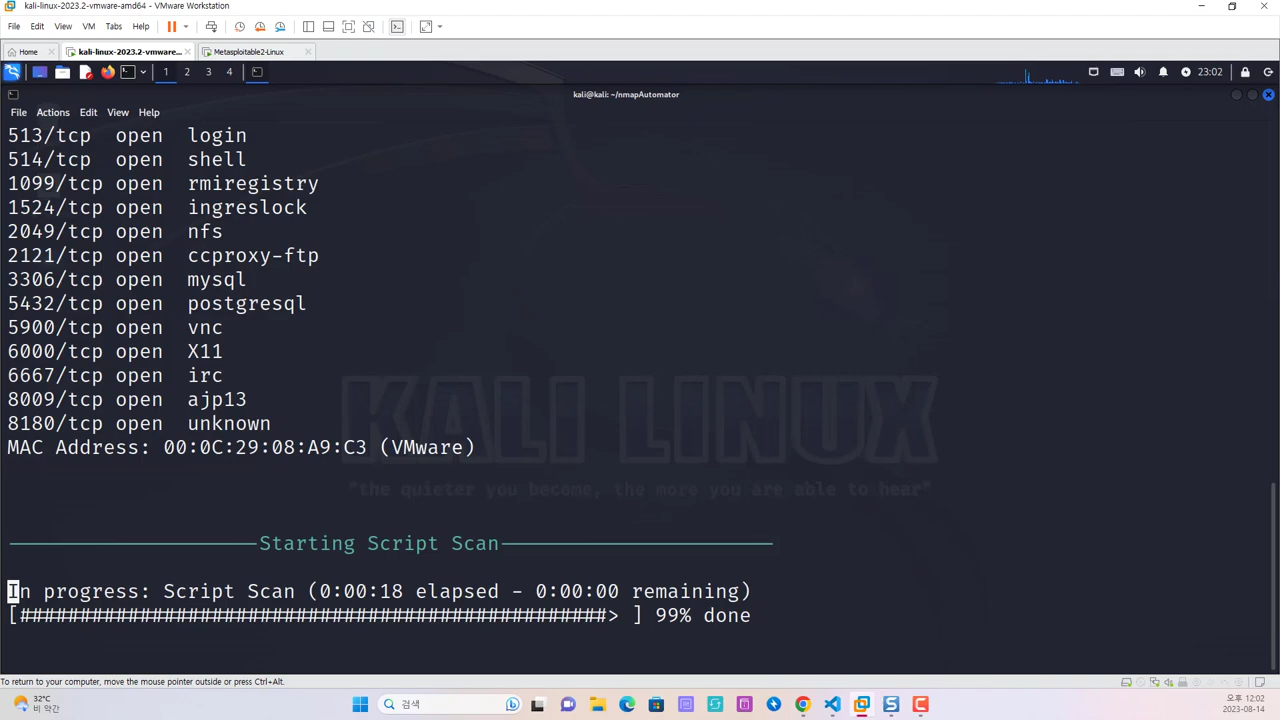 kali-linux-2023.2-vmware-amd64 - VMware Workstation
File Edit View VM Tabs Help
Home kali-linux-2023.2-vmware... Metasploitable2-Linux
1 2 3 4 23:02
kali@kali: ~/nmapAutomator
File Actions Edit View Help
513/tcp open login
514/tcp open shell
1099/tcp open rmiregistry
1524/tcp open ingreslock
2049/tcp open nfs
2121/tcp open ccproxy-ftp
3306/tcp open mysql
5432/tcp open postgresql
5900/tcp open vnc
6000/tcp open X11
6667/tcp open irc
8009/tcp open ajp13
8180/tcp open unknown
KALI LINUX
MAC Address: 00:0C:29:08:A9:C3 (VMware)
"the quieter you become, the more you are able to hear"
Starting Script Scan
In progress: Script Scan (0:00:18 elapsed - 0:00:00 remaining)
[#################################################> ] 99% done
To return to your computer, move the mouse pointer outside or press Ctrl+Alt.
32℃
비 약간
검색
오후 12:02
2023-08-14